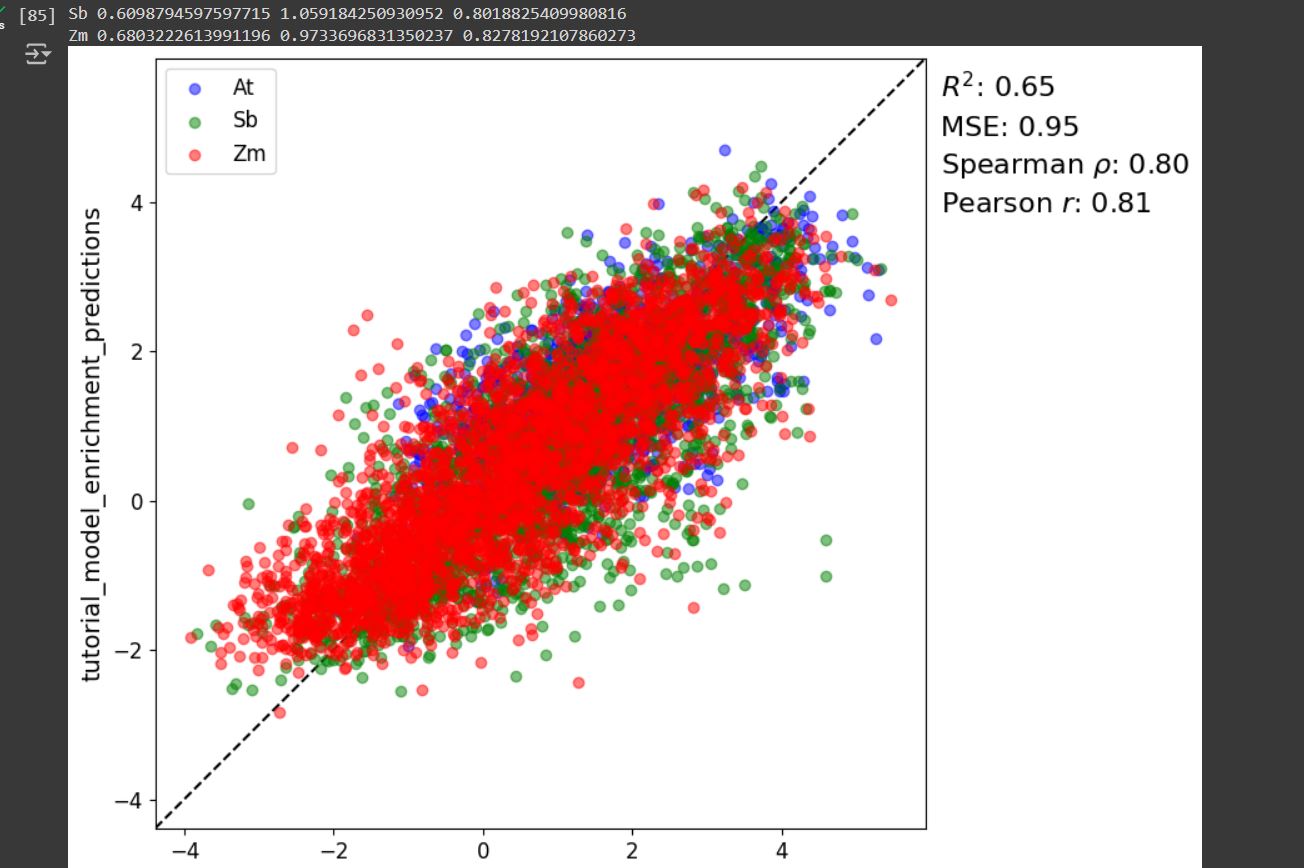 [85] Sb 0.6098794597597715 1.059184250930952 0.8018825409980816
s
Zm 0.6803222613991196 0.9733696831350237 0.8278192107860273
At
Sb
Zm
R²: 0.65
MSE: 0.95
Spearman ρ: 0.80
Pearson r: 0.81
tutorial_model_enrichment_predictions
4
2
0
−2
−4
−4 −2 0 2 4